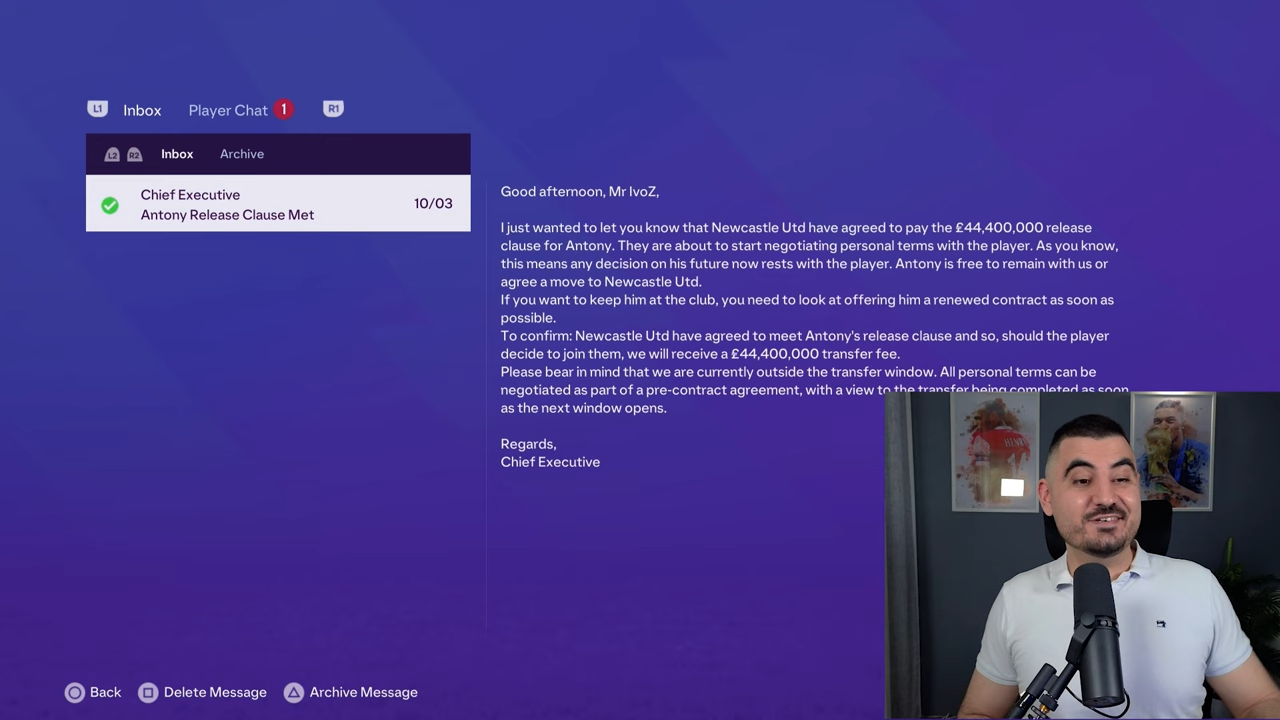 L1 Inbox Player Chat 1 R1
L2 R2 Inbox Archive
Chief Executive
Antony Release Clause Met
10/03
Good afternoon, Mr IvoZ,
I just wanted to let you know that Newcastle Utd have agreed to pay the £44,400,000 release
clause for Antony. They are about to start negotiating personal terms with the player. As you know,
this means any decision on his future now rests with the player. Antony is free to remain with us or
agree a move to Newcastle Utd.
If you want to keep him at the club, you need to look at offering him a renewed contract as soon as
possible.
To confirm: Newcastle Utd have agreed to meet Antony's release clause and so, should the player
decide to join them, we will receive a £44,400,000 transfer fee.
Please bear in mind that we are currently outside the transfer window. All personal terms can be
negotiated as part of a pre-contract agreement, with a view to the transfer being completed as soon
as the next window opens.
Regards,
Chief Executive
HENRY
Back Delete Message Archive Message